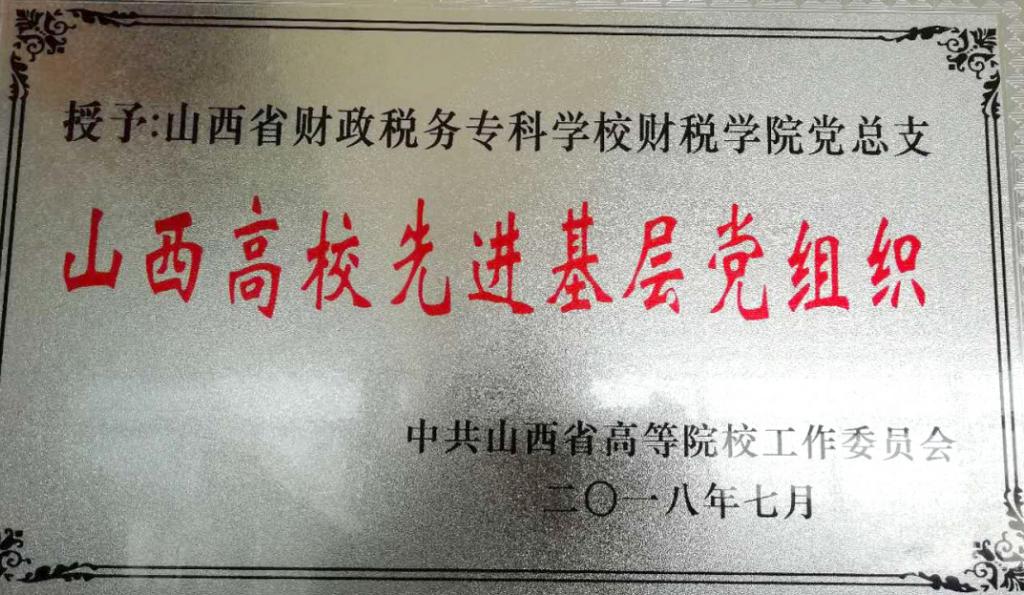 授予:山西省财政税务专科学校财税学院党总支
山西高校先进基层党组织
中共山西省高等院校工作委员会
二〇一八年七月